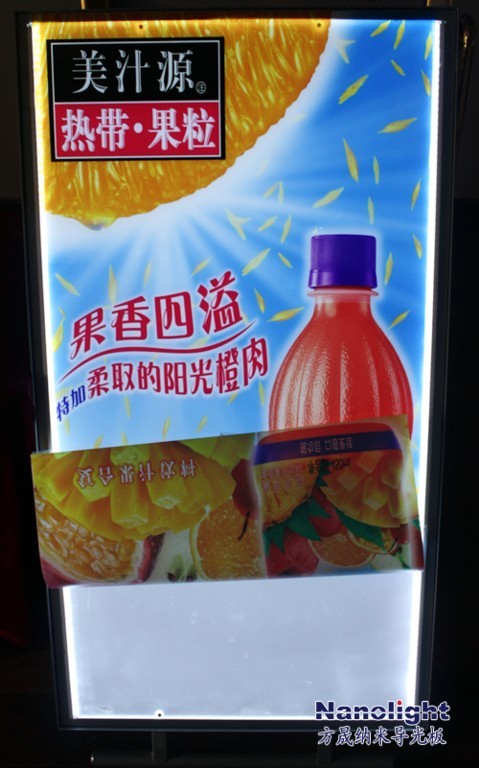 美汁源
热带·果粒
果香四溢
特加柔取的阳光橙肉
Nanolight
方晟纳米导光板